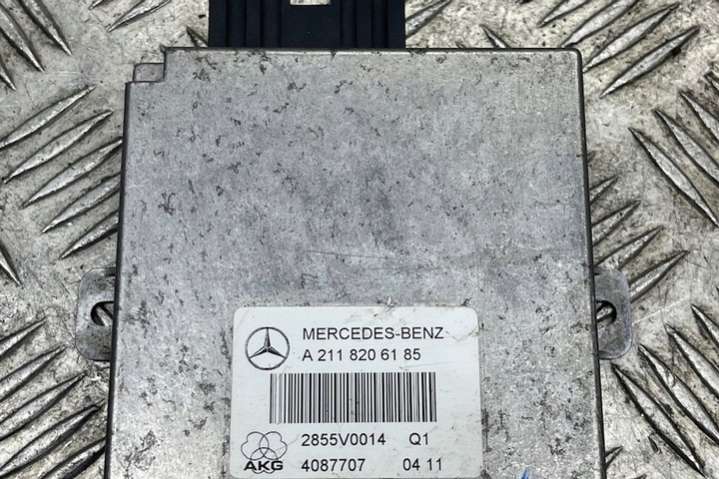 MERCEDES-BENZ
A 211 820 61 85
2855V0014 Q1
AKG 4087707 04 11